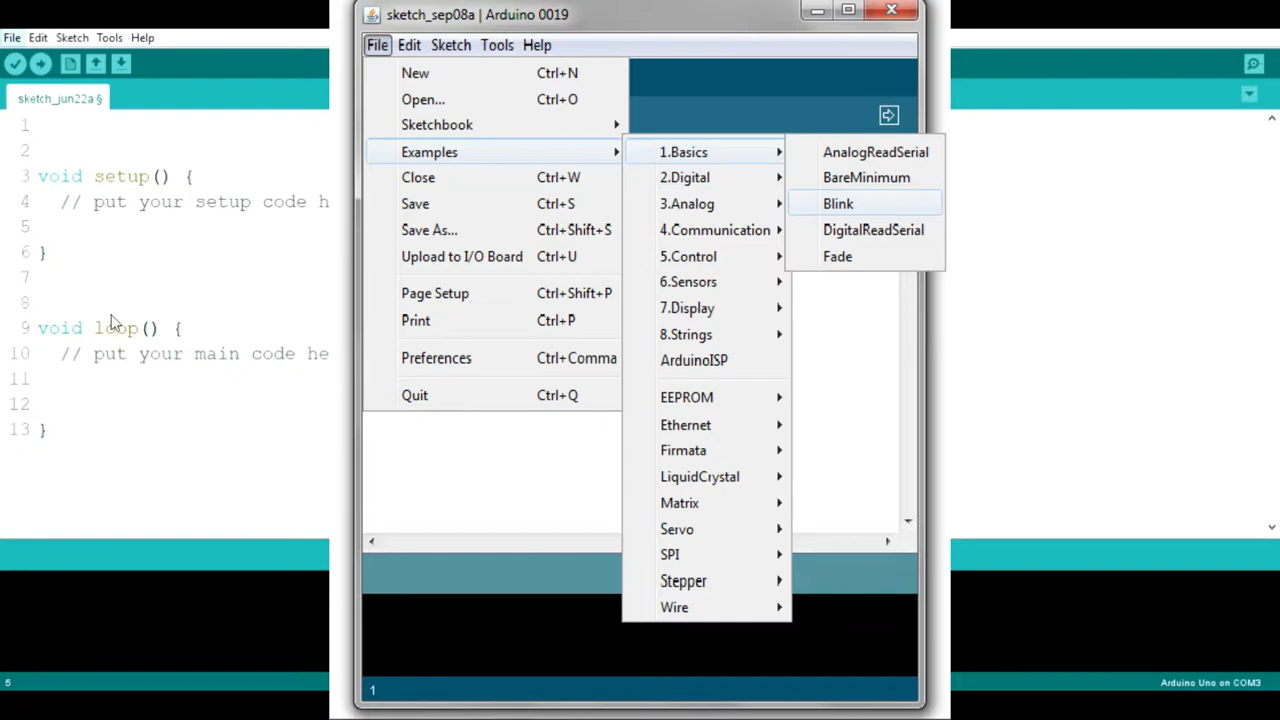 sketch_sep08a | Arduino 0019
File Edit Sketch Tools Help
New Ctrl+N
Open... Ctrl+O
Sketchbook
Examples
Close Ctrl+W
Save Ctrl+S
Save As... Ctrl+Shift+S
Upload to I/O Board Ctrl+U
Page Setup Ctrl+Shift+P
Print Ctrl+P
Preferences Ctrl+Comma
Quit Ctrl+Q
1.Basics
2.Digital
3.Analog
4.Communication
5.Control
6.Sensors
7.Display
8.Strings
ArduinoISP
EEPROM
Ethernet
Firmata
LiquidCrystal
Matrix
Servo
SPI
Stepper
Wire
AnalogReadSerial
BareMinimum
Blink
DigitalReadSerial
Fade
1
File Edit Sketch Tools Help
sketch_jun22a §
1
2
3 void setup() {
4 // put your setup code h
5
6 }
7
8
9 void loop() {
10 // put your main code he
11
12
13 }
5
Arduino Uno on COM3